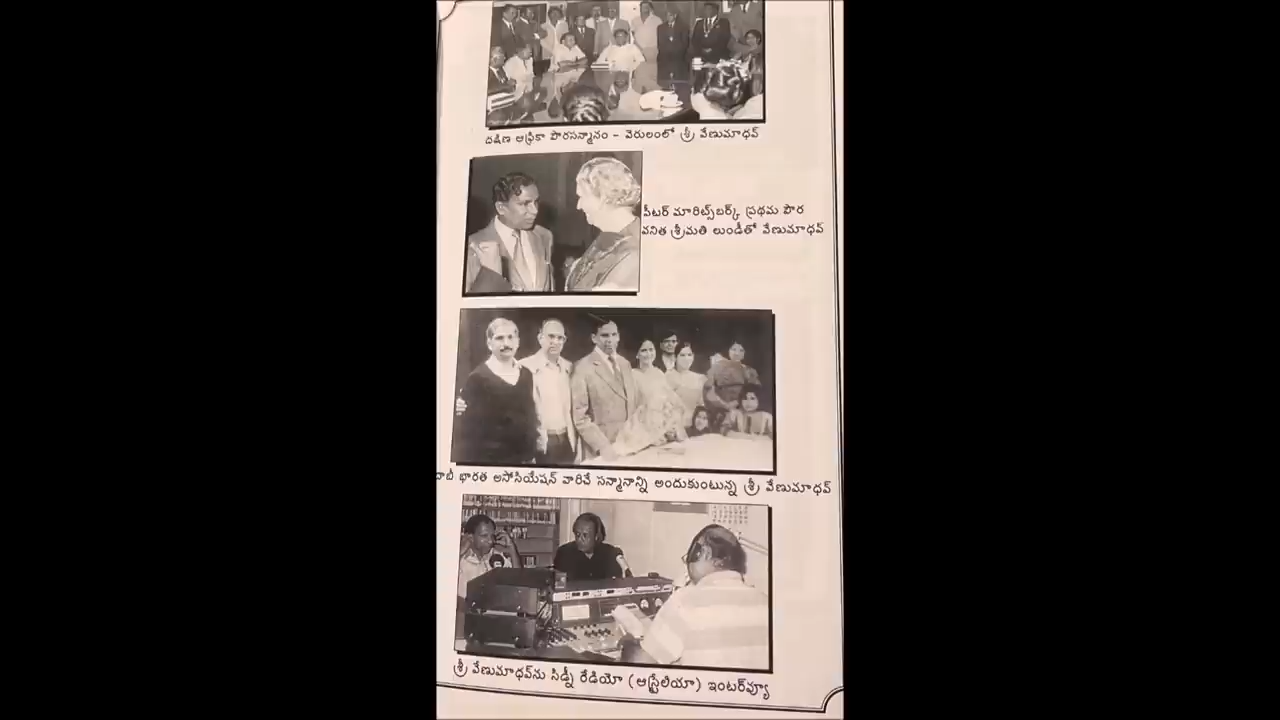 దక్షిణ ఆఫ్రికా పౌరసన్మానం - వెరులంలో శ్రీ వేణుమాధవ్
పీటర్ మారిట్స్‌బర్క్ ప్రథమ పౌర
వనిత శ్రీమతి లుండీతో వేణుమాధవ్
భారత అసోసియేషన్ వారిచే సన్మానాన్ని అందుకుంటున్న శ్రీ వేణుమాధవ్
శ్రీ వేణుమాధవ్‌ను సిడ్నీ రేడియో (ఆస్ట్రేలియా) ఇంటర్‌వ్యూ